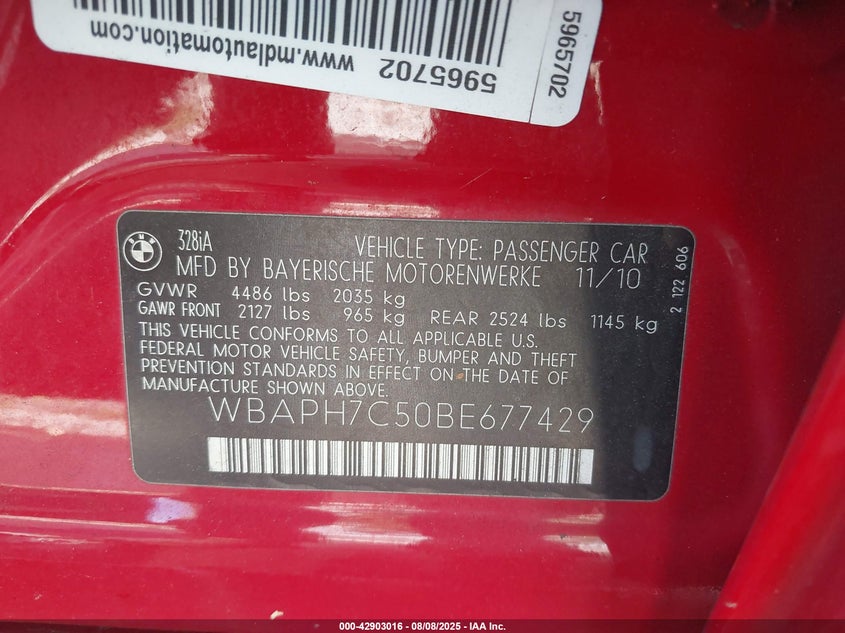 www.mdlautomation.com
5965702
5965702
BMW
328iA
VEHICLE TYPE: PASSENGER CAR
MFD BY BAYERISCHE MOTORENWERKE 11/10
GVWR 4486 lbs 2035 kg
GAWR FRONT 2127 lbs 965 kg REAR 2524 lbs 1145 kg
THIS VEHICLE CONFORMS TO ALL APPLICABLE U.S.
FEDERAL MOTOR VEHICLE SAFETY, BUMPER AND THEFT
PREVENTION STANDARDS IN EFFECT ON THE DATE OF
MANUFACTURE SHOWN ABOVE.
WBAPH7C50BE677429
2 122 606
000-42903016 - 08/08/2025 - IAA Inc.